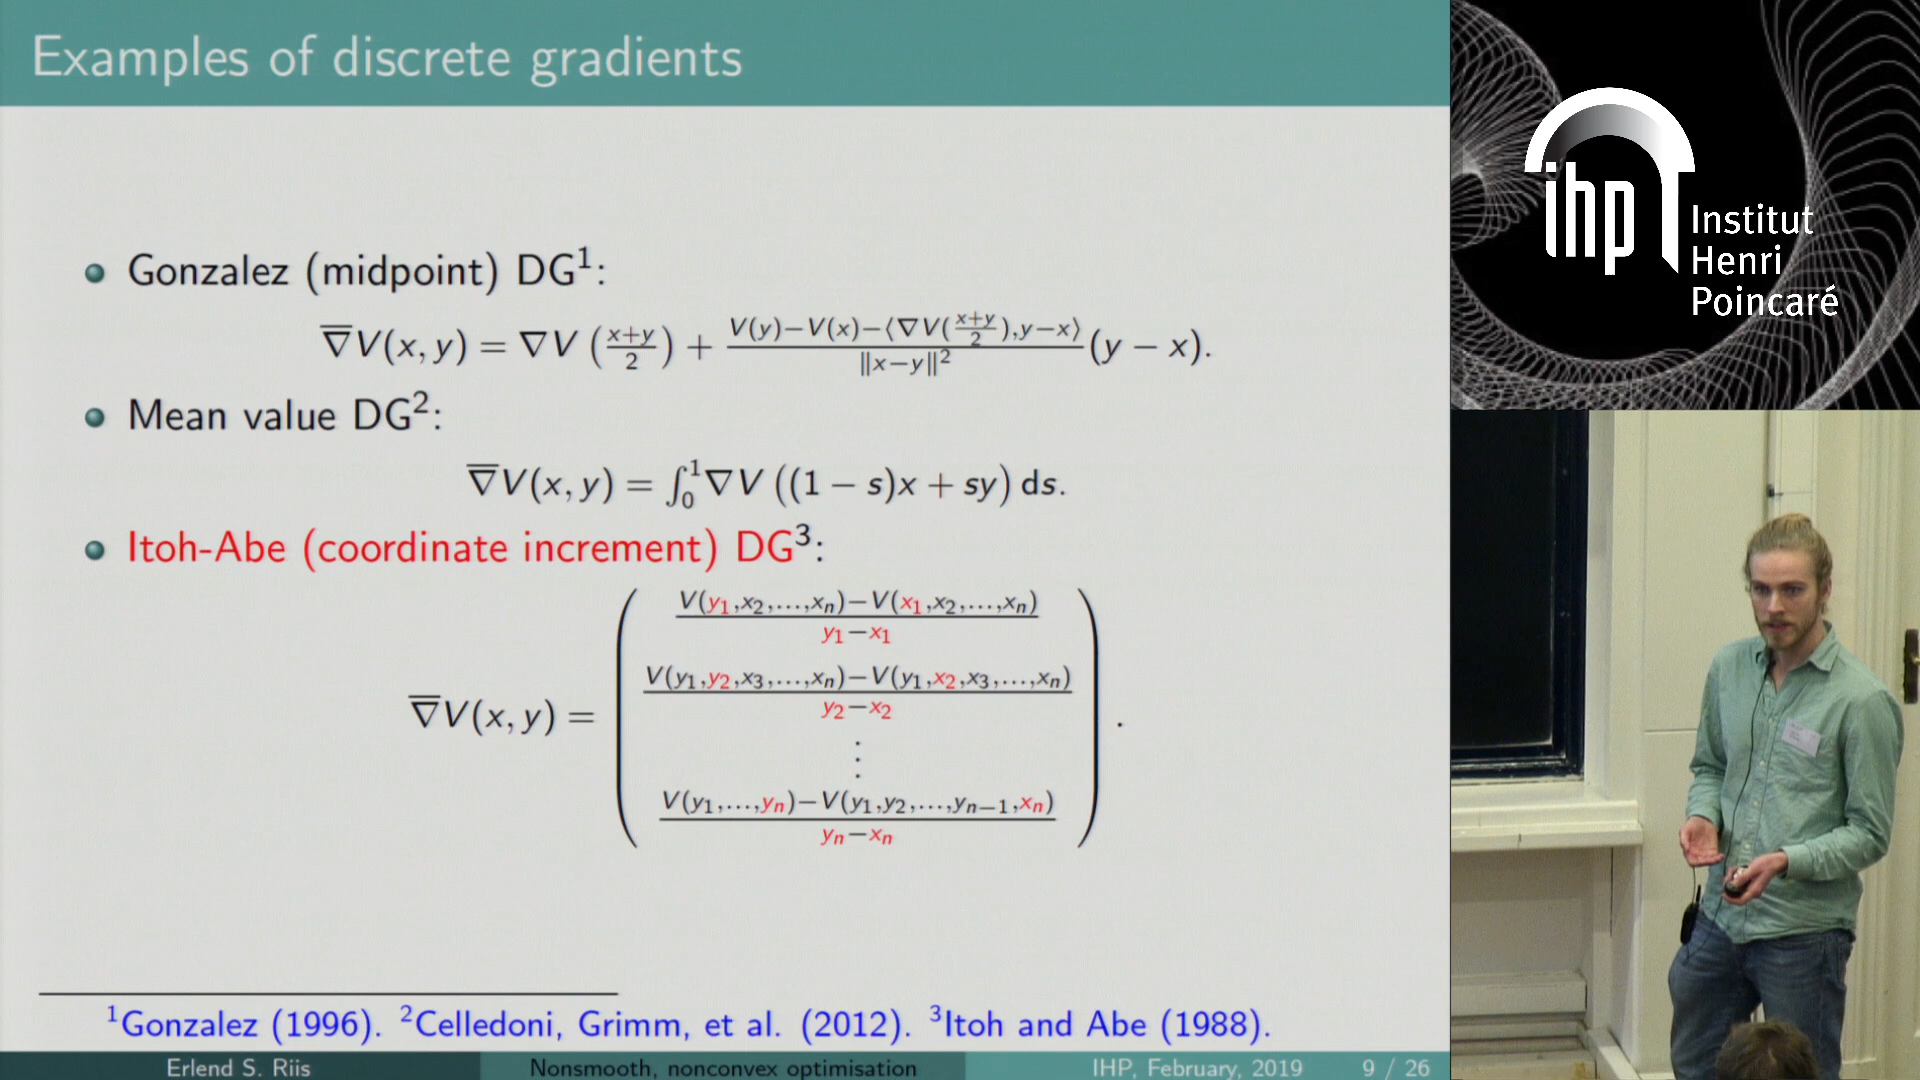 Examples of discrete gradients
Gonzalez (midpoint) DG¹:
∇̅V(x, y) = ∇V ((x+y)/2) + (V(y)−V(x)−⟨∇V((x+y)/2),y−x⟩)/(‖x−y‖²) (y − x).
Mean value DG²:
∇̅V(x, y) = ∫₀¹ ∇V ((1 − s)x + sy) ds.
Itoh-Abe (coordinate increment) DG³:
∇̅V(x, y) =
(V(y₁,x₂,…,xₙ)−V(x₁,x₂,…,xₙ))/(y₁−x₁)
(V(y₁,y₂,x₃,…,xₙ)−V(y₁,x₂,x₃,…,xₙ))/(y₂−x₂)
⋮
(V(y₁,…,yₙ)−V(y₁,y₂,…,yₙ₋₁,xₙ))/(yₙ−xₙ)
.
¹Gonzalez (1996). ²Celledoni, Grimm, et al. (2012). ³Itoh and Abe (1988).
Erlend S. Riis Nonsmooth, nonconvex optimisation IHP, February, 2019 9 / 26
ihp
Institut
Henri
Poincaré